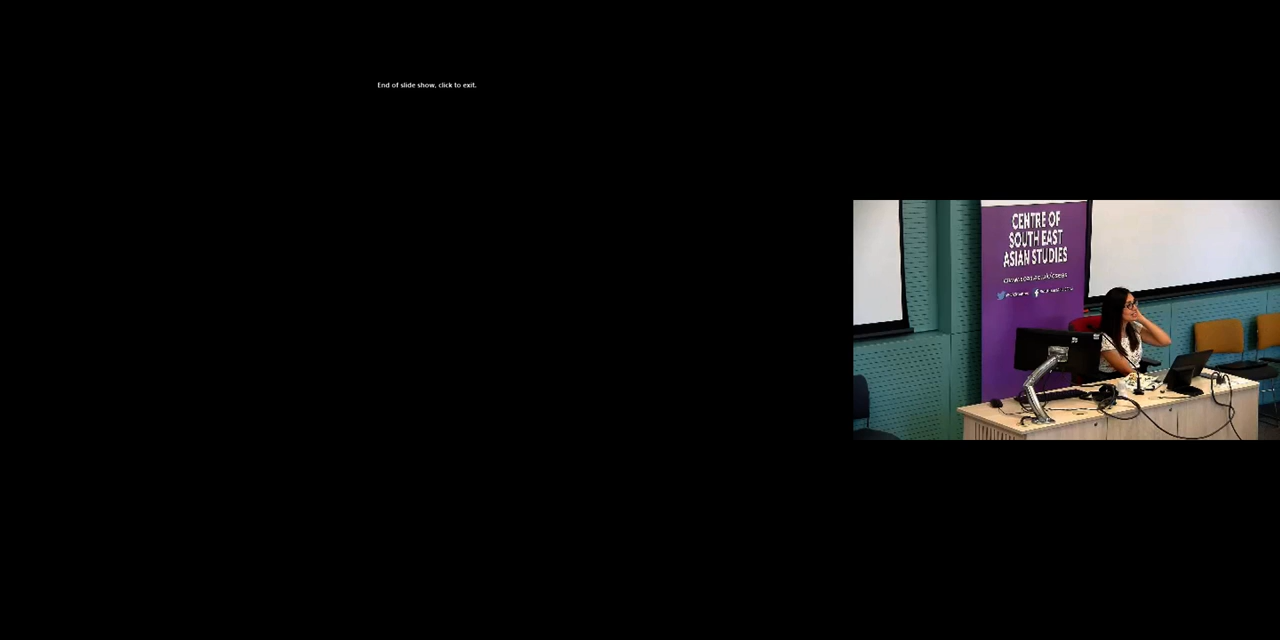 End of slide show, click to exit.
CENTRE OF
SOUTH EAST
ASIAN STUDIES